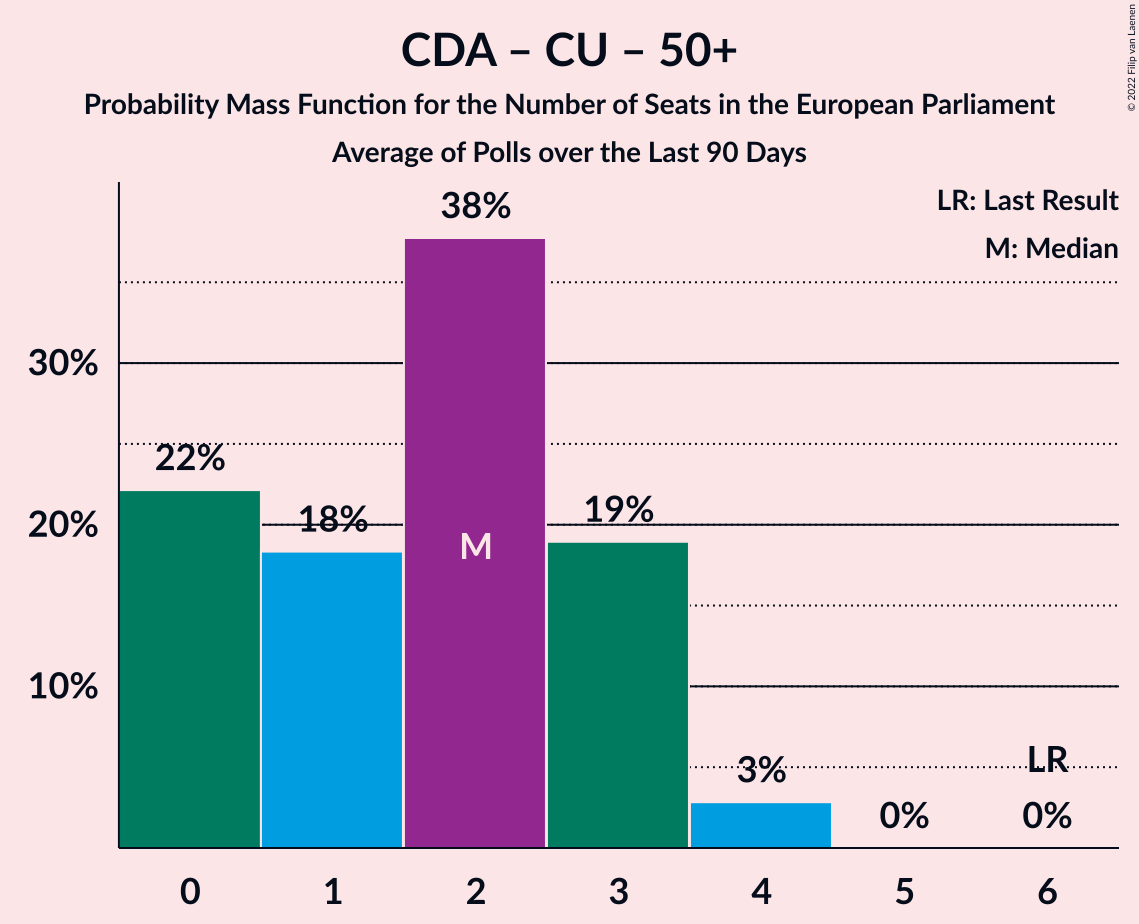 CDA – CU – 50+
Probability Mass Function for the Number of Seats in the European Parliament
Average of Polls over the Last 90 Days
© 2022 Filip van Laenen
LR: Last Result
M: Median
38%
30%
22%
20%
18%
19%
M
10%
3%
LR
0%
0%
0 1 2 3 4 5 6